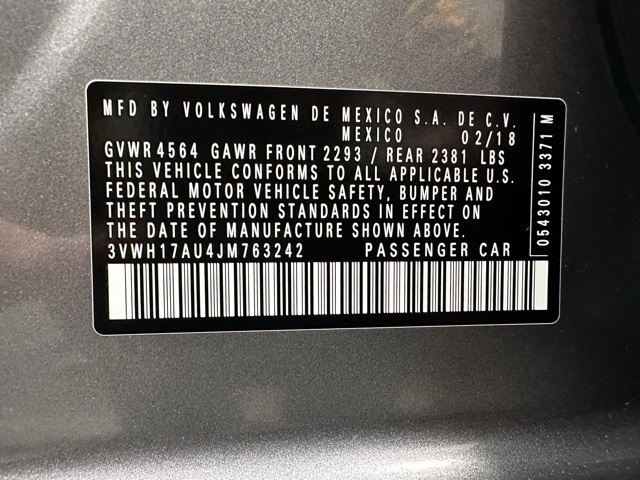 MFD BY VOLKSWAGEN DE MEXICO S.A. DE C.V.
MEXICO 02/18
GVWR 4564 GAWR FRONT 2293 / REAR 2381 LBS
THIS VEHICLE CONFORMS TO ALL APPLICABLE U.S.
FEDERAL MOTOR VEHICLE SAFETY, BUMPER AND
THEFT PREVENTION STANDARDS IN EFFECT ON
THE DATE OF MANUFACTURE SHOWN ABOVE.
3VWH17AU4JM763242 PASSENGER CAR
0543010 3371 M